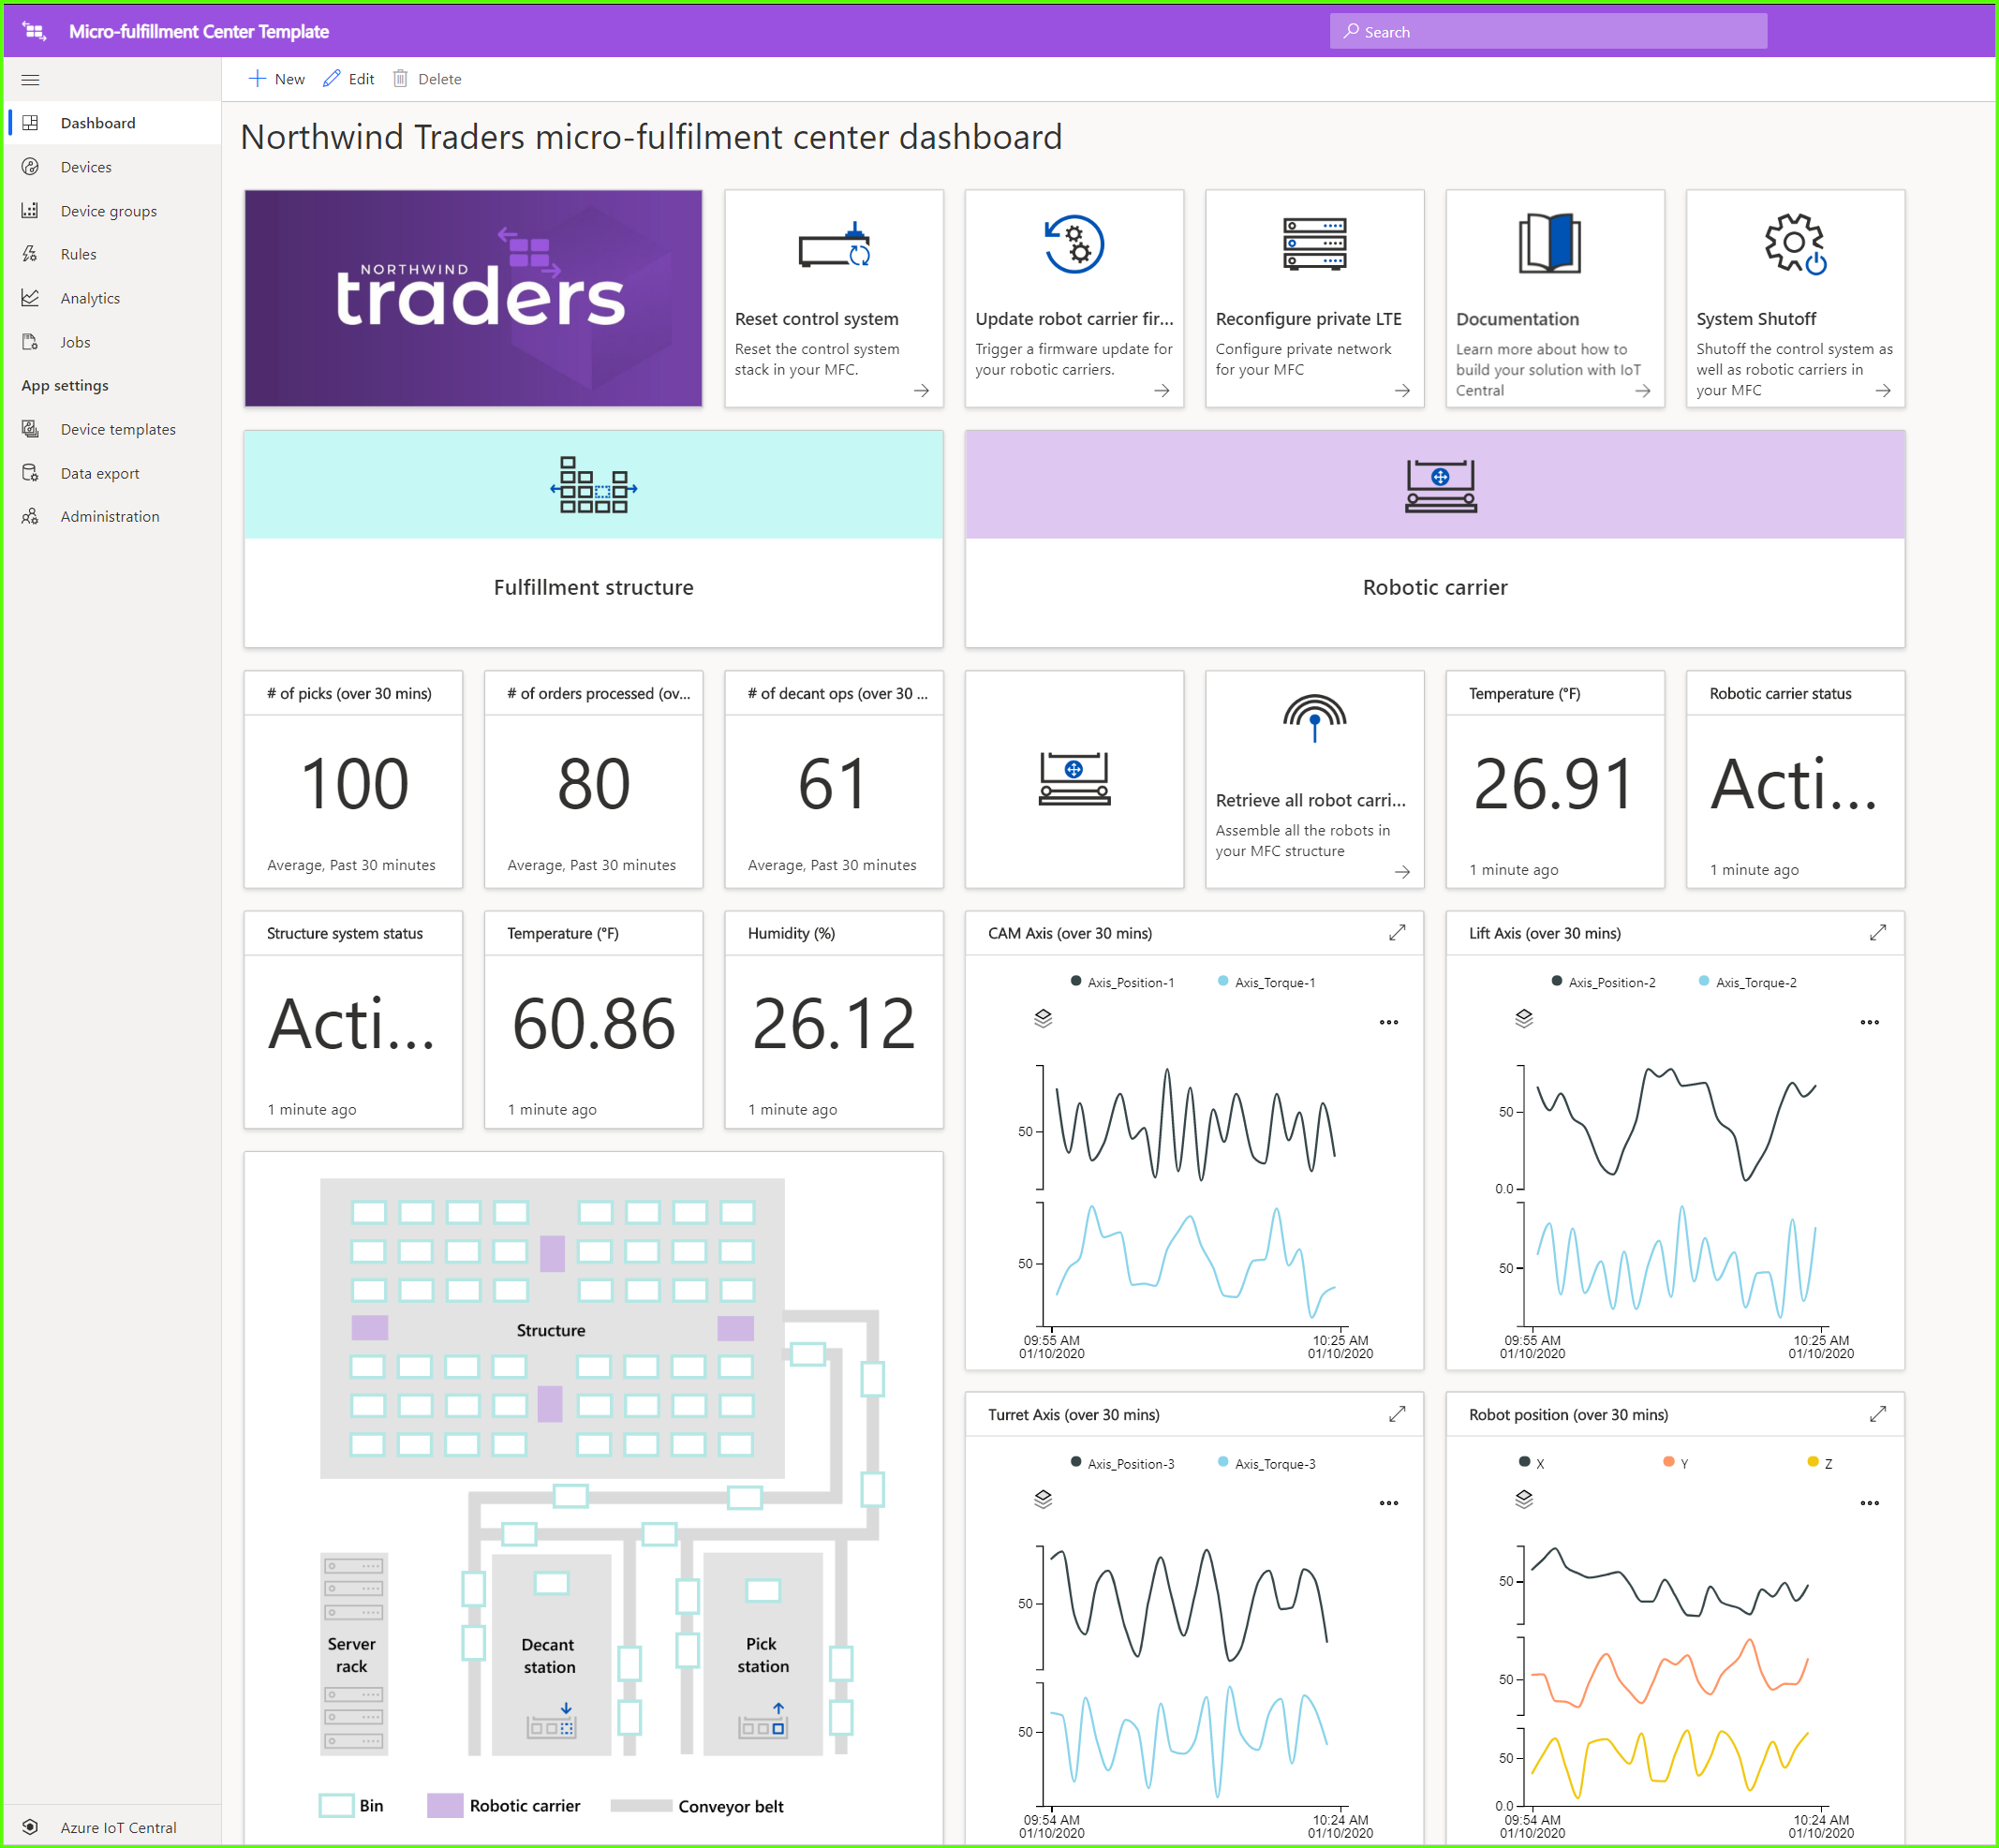 Micro-fulfillment Center Template
Search
New Edit Delete
Dashboard
Devices
Device groups
Rules
Analytics
Jobs
App settings
Device templates
Data export
Administration
Azure IoT Central
Northwind Traders micro-fulfilment center dashboard
NORTHWIND
traders
Reset control system
Reset the control system
stack in your MFC.
Update robot carrier fir...
Trigger a firmware update for
your robotic carriers.
Reconfigure private LTE
Configure private network
for your MFC
Documentation
Learn more about how to
build your solution with IoT
Central
System Shutoff
Shutoff the control system as
well as robotic carriers in
your MFC
Fulfillment structure
Robotic carrier
# of picks (over 30 mins)
100
Average, Past 30 minutes
# of orders processed (ov...
80
Average, Past 30 minutes
# of decant ops (over 30 ...
61
Average, Past 30 minutes
Retrieve all robot carri...
Assemble all the robots in
your MFC structure
Temperature (°F)
26.91
1 minute ago
Robotic carrier status
Acti...
1 minute ago
Structure system status
Acti...
1 minute ago
Temperature (°F)
60.86
1 minute ago
Humidity (%)
26.12
1 minute ago
CAM Axis (over 30 mins)
Axis_Position-1 Axis_Torque-1
50
50
09:55 AM 10:25 AM
01/10/2020 01/10/2020
Lift Axis (over 30 mins)
Axis_Position-2 Axis_Torque-2
50
0.0
50
09:55 AM 10:25 AM
01/10/2020 01/10/2020
Structure
Server
rack
Decant
station
Pick
station
Bin Robotic carrier Conveyor belt
Turret Axis (over 30 mins)
Axis_Position-3 Axis_Torque-3
50
50
09:54 AM 10:24 AM
01/10/2020 01/10/2020
Robot position (over 30 mins)
X Y Z
50
50
50
0.0
09:54 AM 10:24 AM
01/10/2020 01/10/2020